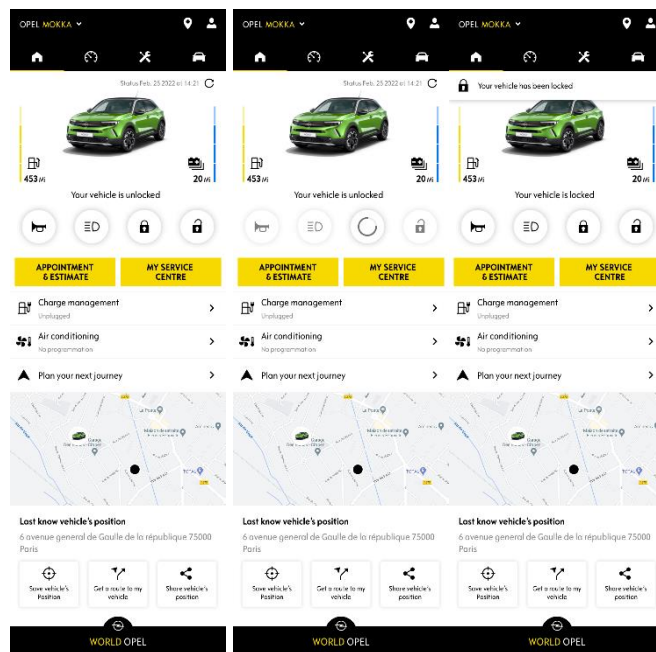 OPEL MOKKA
Status Feb. 25 2022 at 14:21
453 Mi
20 Mi
Your vehicle is unlocked
APPOINTMENT
& ESTIMATE
MY SERVICE
CENTRE
Charge management
Unplugged
Air conditioning
No programmation
Plan your next journey
Last know vehicle's position
6 avenue general de Gaulle de la république 75000
Paris
Save vehicle's
Position
Get a route to my
vehicle
Share vehicle's
position
WORLD OPEL
OPEL MOKKA
Status Feb. 25 2022 at 14:21
453 Mi
20 Mi
Your vehicle is unlocked
APPOINTMENT
& ESTIMATE
MY SERVICE
CENTRE
Charge management
Unplugged
Air conditioning
No programmation
Plan your next journey
Last know vehicle's position
6 avenue general de Gaulle de la république 75000
Paris
Save vehicle's
Position
Get a route to my
vehicle
Share vehicle's
position
WORLD OPEL
OPEL MOKKA
Your vehicle has been locked
453 Mi
20 Mi
Your vehicle is locked
APPOINTMENT
& ESTIMATE
MY SERVICE
CENTRE
Charge management
Unplugged
Air conditioning
No programmation
Plan your next journey
Last know vehicle's position
6 avenue general de Gaulle de la république 75000
Paris
Save vehicle's
Position
Get a route to my
vehicle
Share vehicle's
position
WORLD OPEL